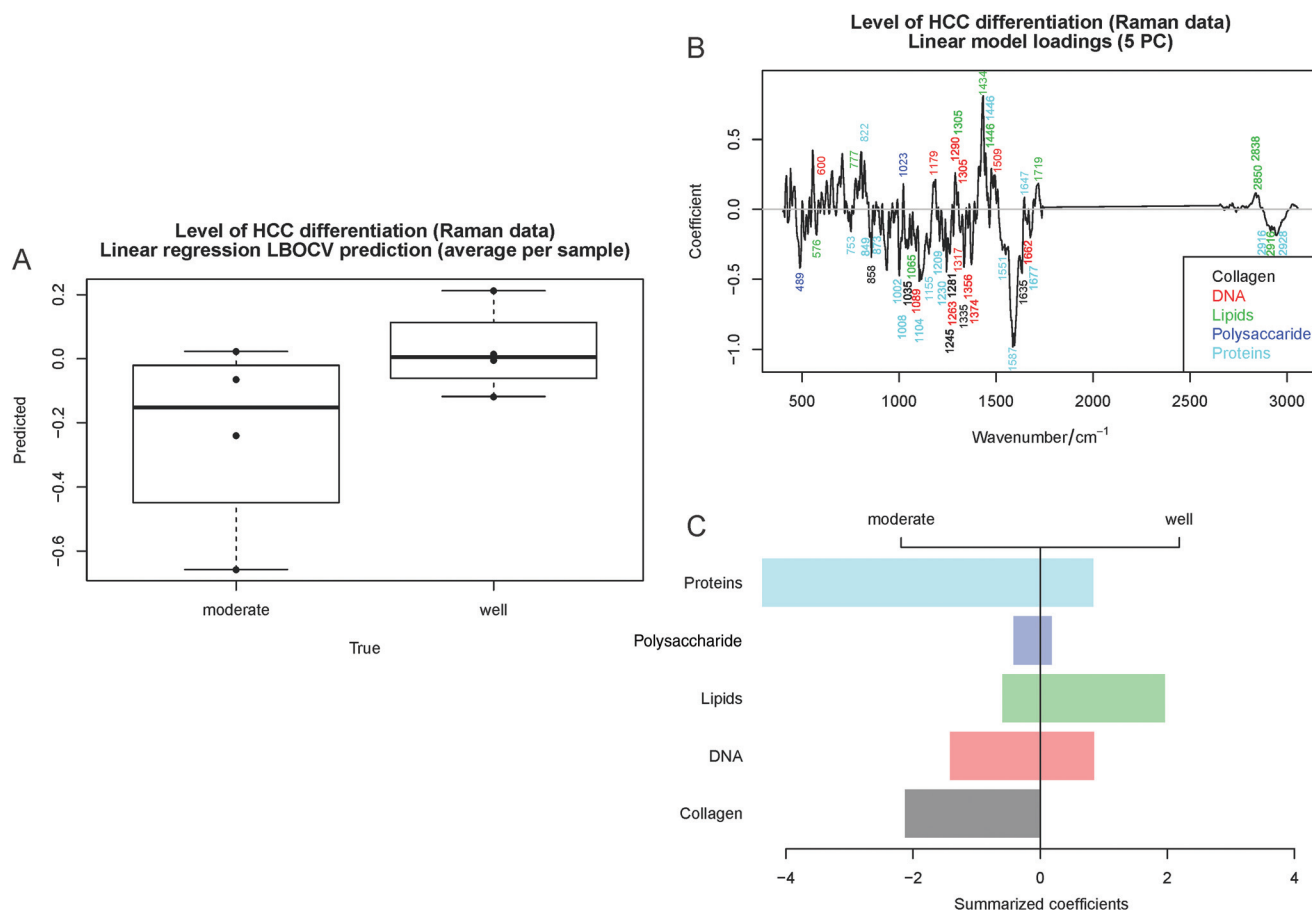 A
Level of HCC differentiation (Raman data)
Linear regression LBOCV prediction (average per sample)
Predicted
0.2
0.0
−0.2
−0.4
−0.6
moderate
well
True
B
Level of HCC differentiation (Raman data)
Linear model loadings (5 PC)
Coefficient
0.5
0.0
−0.5
−1.0
489
600
576
777
822
753
849
873
858
1023
1002
1008
1035
1065
1089
1104
1179
1155
1209
1230
1245
1263
1281
1290
1305
1305
1317
1335
1356
1374
1434
1446
1446
1509
1551
1587
1635
1647
1662
1677
1719
2850
2838
2916
2916
2928
Collagen
DNA
Lipids
Polysaccaride
Proteins
500
1000
1500
2000
2500
3000
Wavenumber/cm⁻¹
C
moderate
well
Proteins
Polysaccharide
Lipids
DNA
Collagen
−4
−2
0
2
4
Summarized coefficients